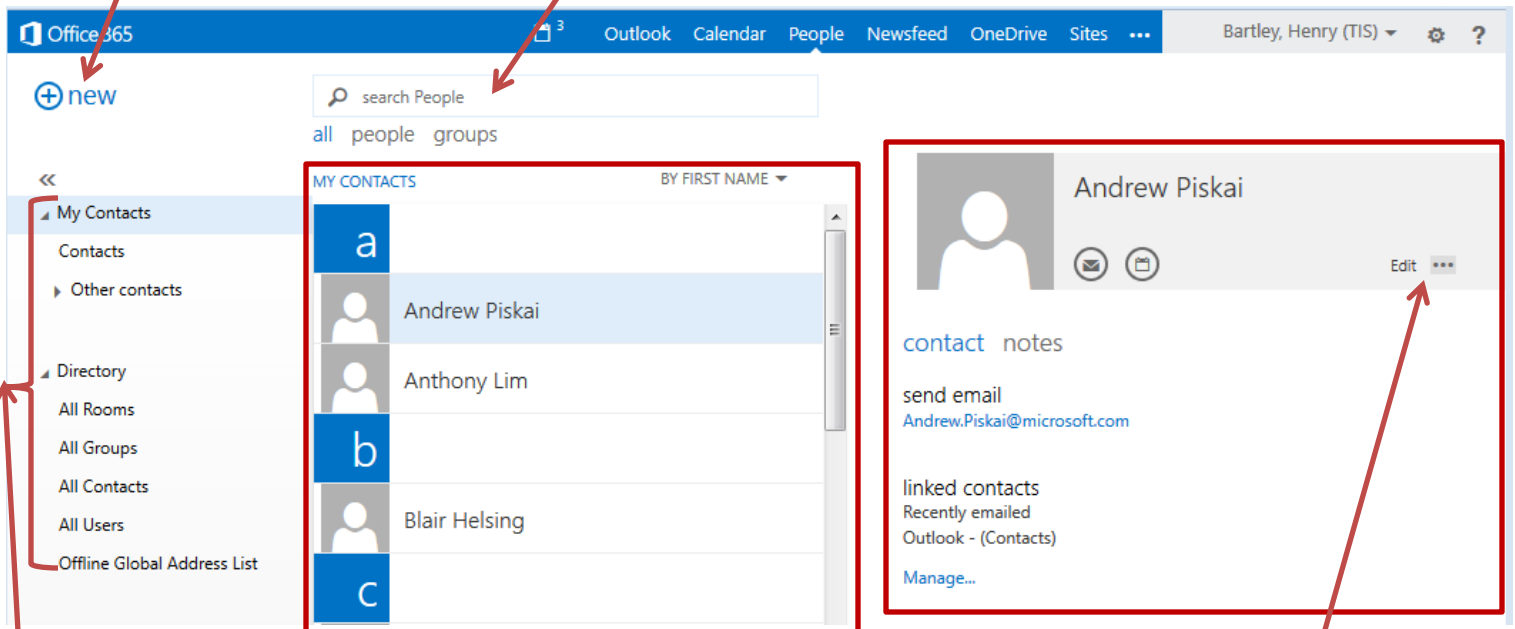 Office 365
3
Outlook Calendar People Newsfeed OneDrive Sites •••
Bartley, Henry (TIS)
?
new
search People
all people groups
«
My Contacts
Contacts
Other contacts
Directory
All Rooms
All Groups
All Contacts
All Users
Offline Global Address List
MY CONTACTS
BY FIRST NAME
a
Andrew Piskai
Anthony Lim
b
Blair Helsing
c
Andrew Piskai
Edit •••
contact notes
send email
Andrew.Piskai@microsoft.com
linked contacts
Recently emailed
Outlook - (Contacts)
Manage...